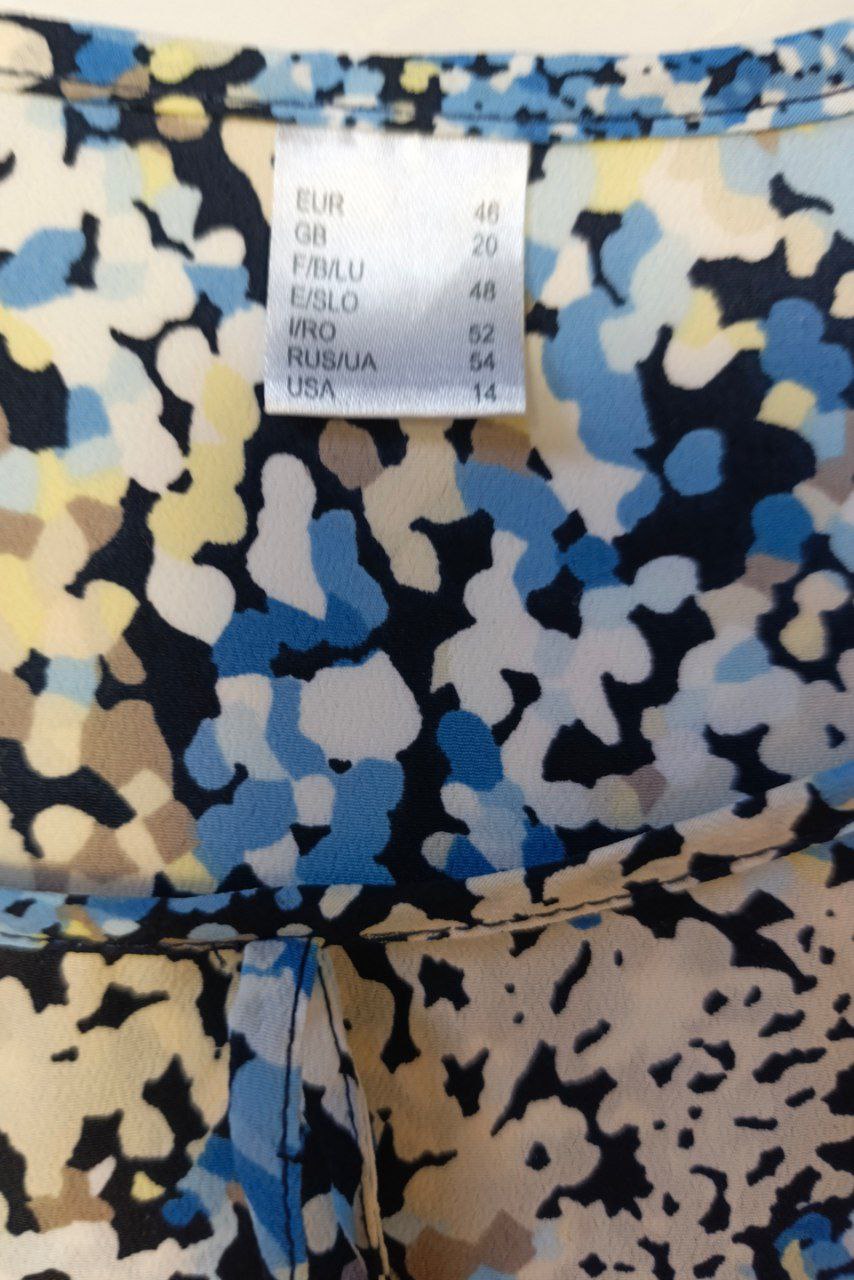 EUR 46
GB 20
F/B/LU
E/SLO 48
I/RO 52
RUS/UA 54
USA 14